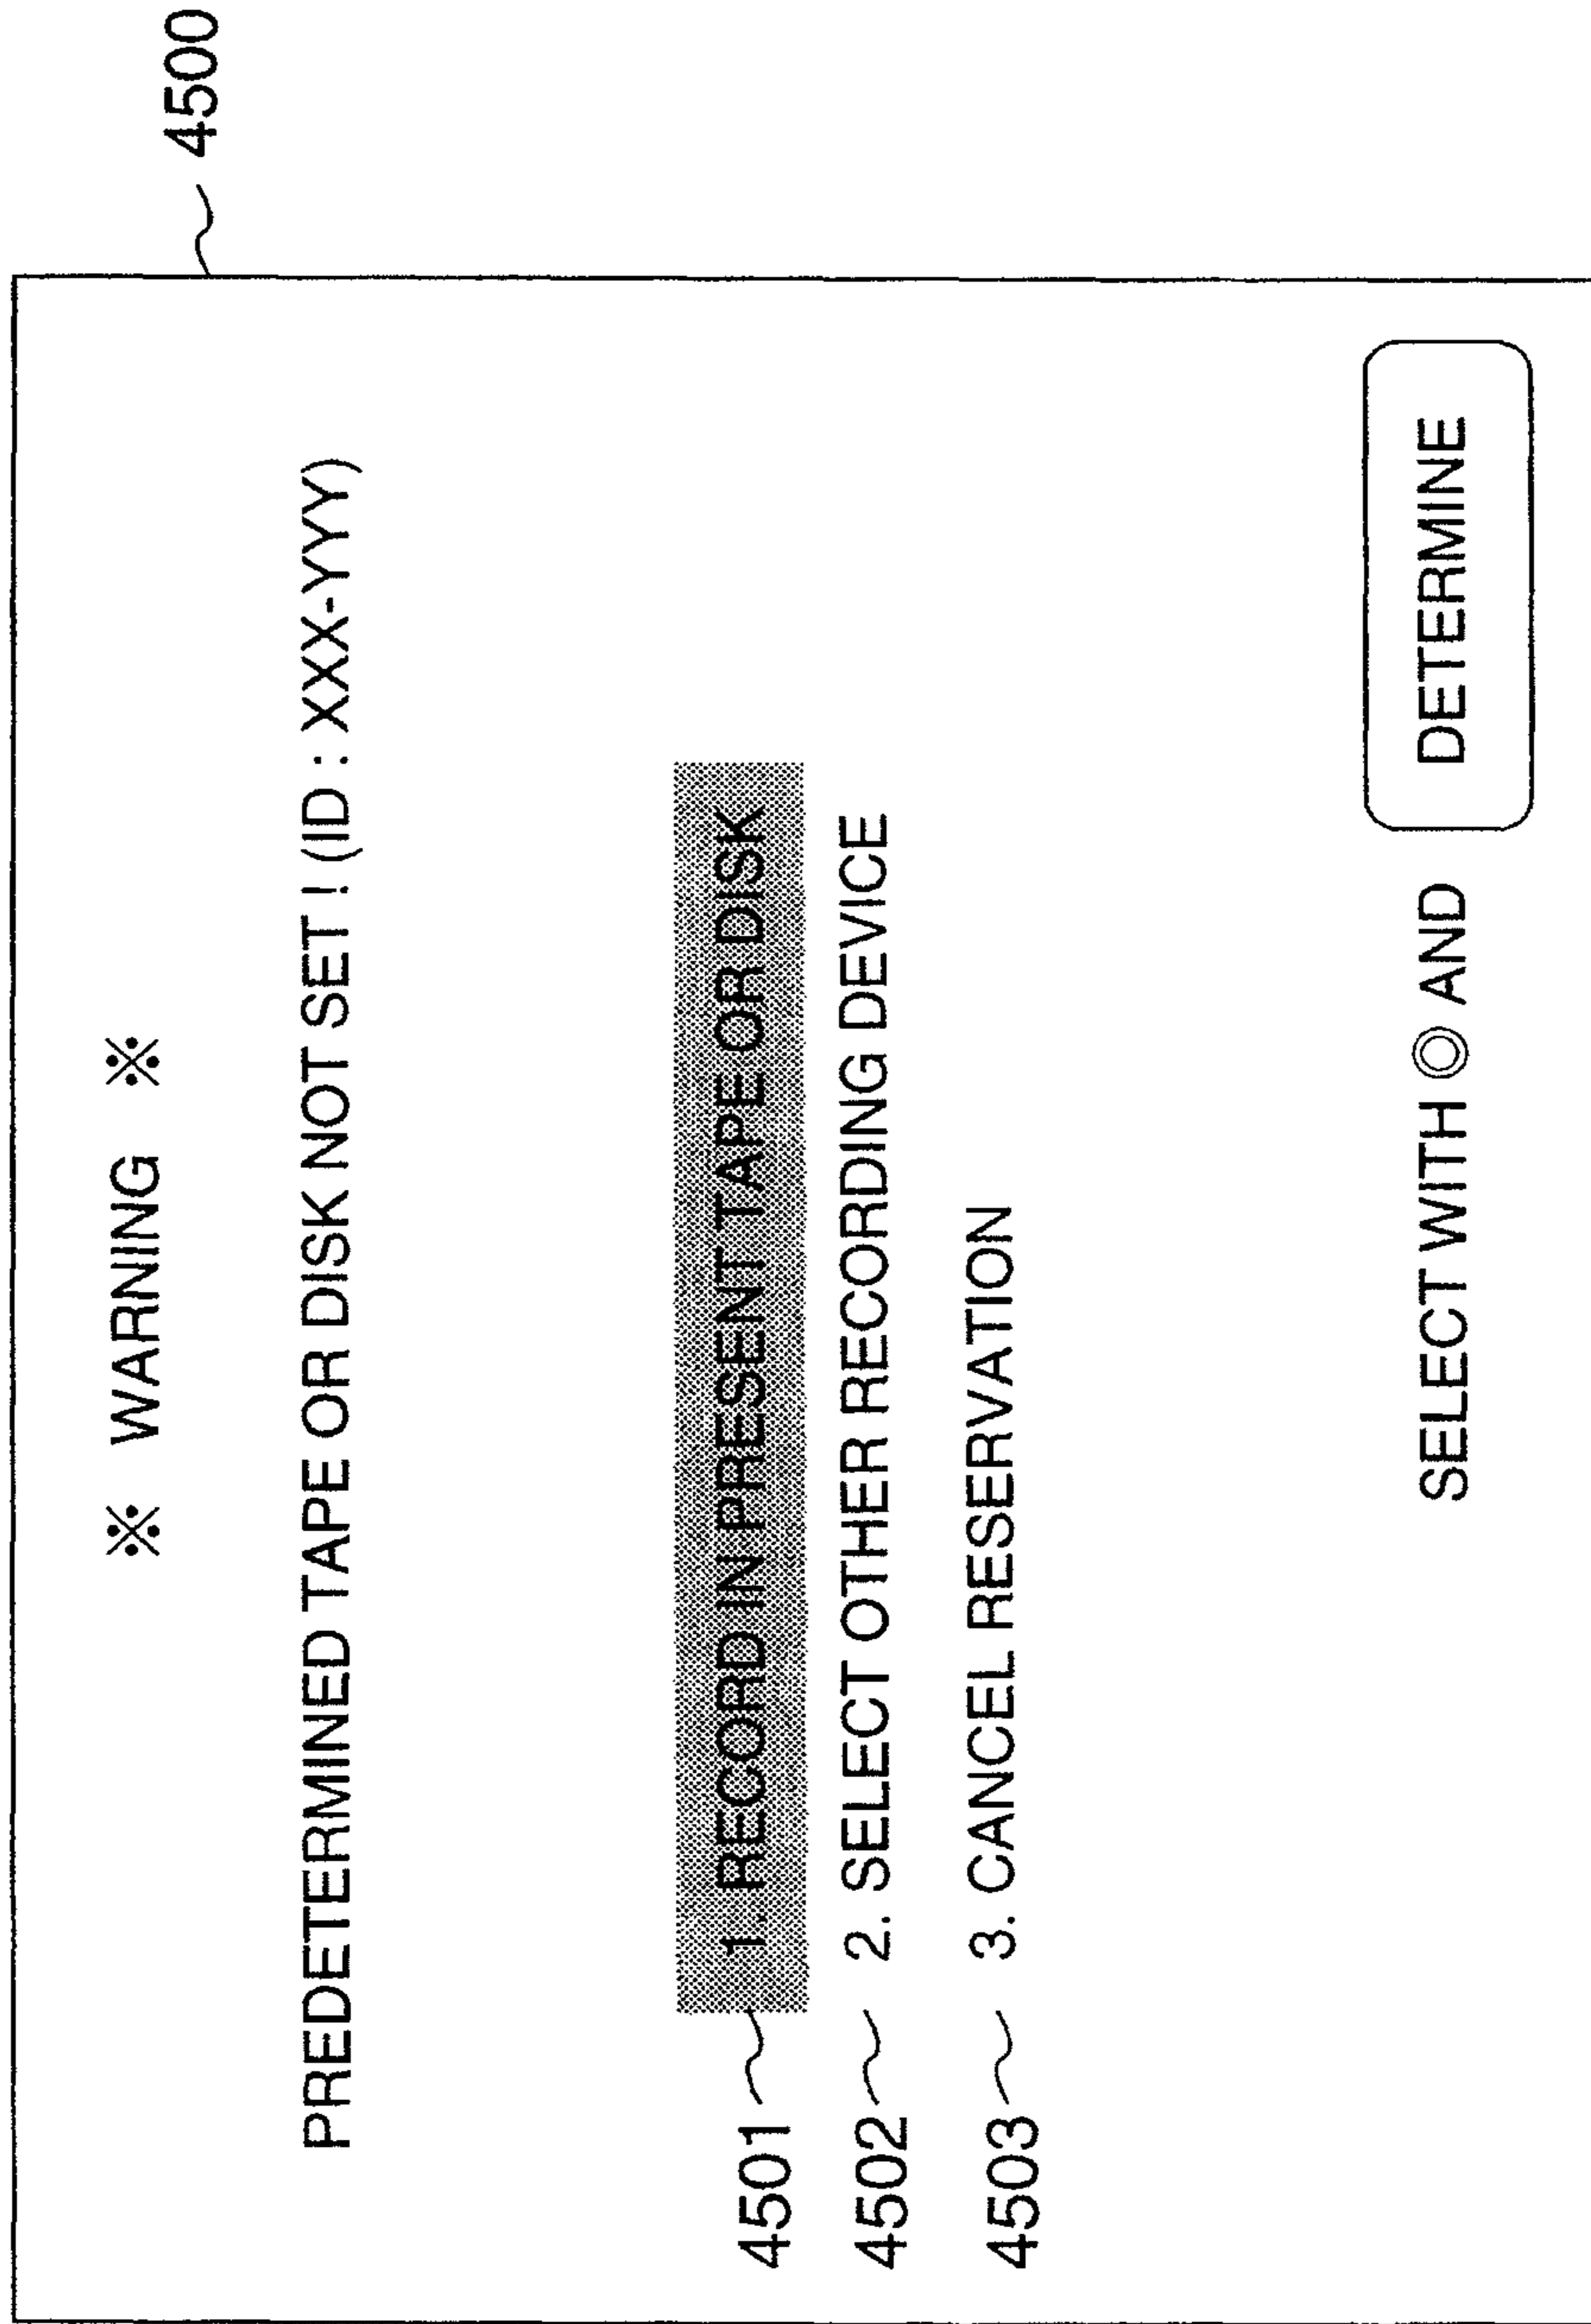 4500
※ WARNING ※
PREDETERMINED TAPE OR DISK NOT SET ! (ID : XXX-YYY)
4501 1. RECORD IN PRESENT TAPE OR DISK
4502 2. SELECT OTHER RECORDING DEVICE
4503 3. CANCEL RESERVATION
SELECT WITH ◎ AND DETERMINE